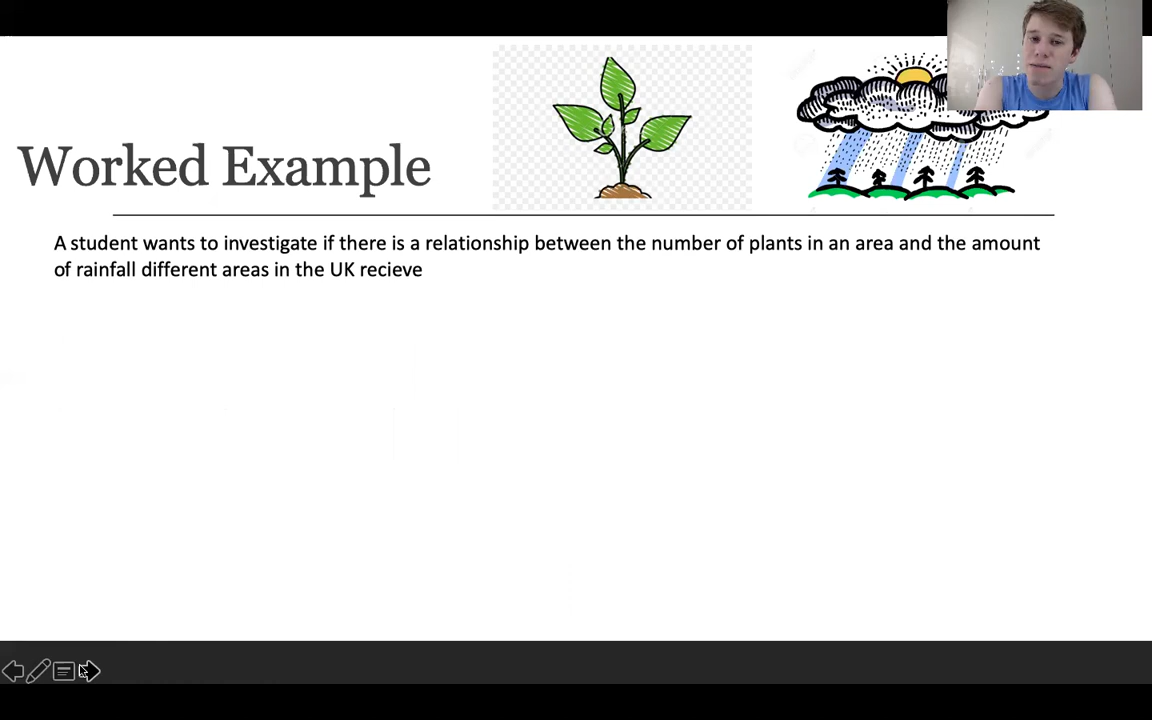 Worked Example
A student wants to investigate if there is a relationship between the number of plants in an area and the amount
of rainfall different areas in the UK recieve